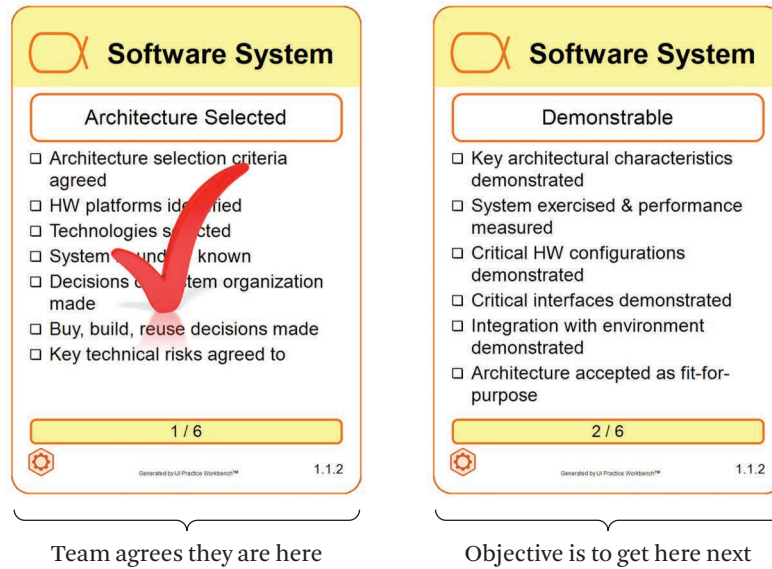 Software System
Architecture Selected
❑ Architecture selection criteria
agreed
❑ HW platforms identified
❑ Technologies selected
❑ System known
❑ Decisions system organization
made
❑ Buy, build, reuse decisions made
❑ Key technical risks agreed to
1 / 6
Generated by UI Practice Workbench™
1.1.2
Team agrees they are here
Software System
Demonstrable
❑ Key architectural characteristics
demonstrated
❑ System exercised & performance
measured
❑ Critical HW configurations
demonstrated
❑ Critical interfaces demonstrated
❑ Integration with environment
demonstrated
❑ Architecture accepted as fit-for-
purpose
2 / 6
Generated by UI Practice Workbench™
1.1.2
Objective is to get here next